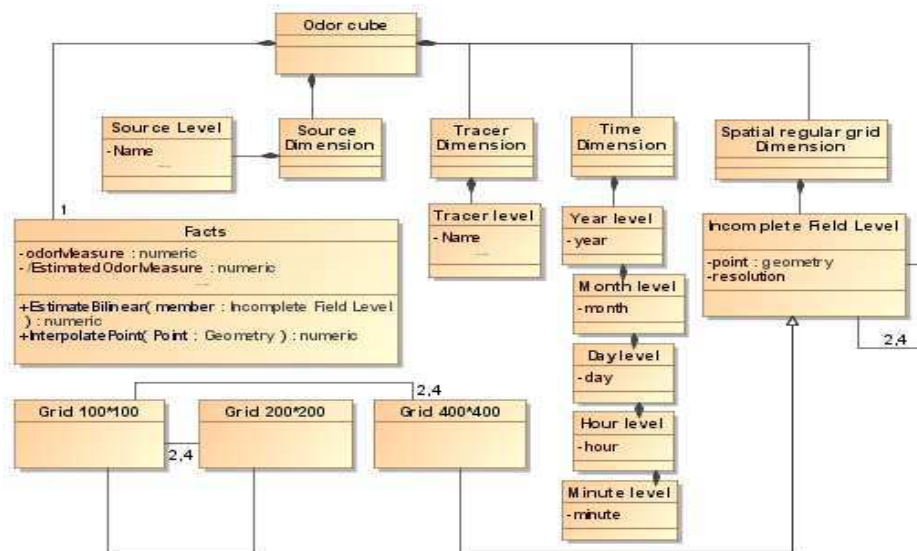 Odor cube
Source Level
-Name
...
Source
Dimension
Tracer
Dimension
Time
Dimension
Spatial regular grid
Dimension
1
Facts
-odorMeasure : numeric
-/EstimatedOdorMeasure : numeric
...
+EstimateBilinear( member : Incomplete Field Level
) : numeric
+InterpolatePoint( Point : Geometry ) : numeric
Tracer level
-Name
...
Year level
-year
Month level
-month
Day level
-day
Hour level
-hour
Minute level
-minute
Incomplete Field Level
-point : geometry
-resolution
2,4
Grid 100*100
2,4
Grid 200*200
2,4
Grid 400*400